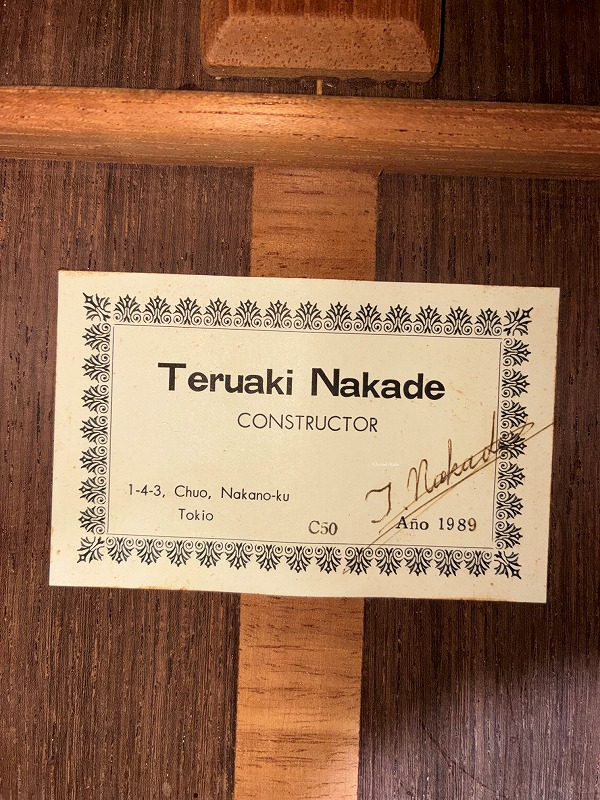 Teruaki Nakade
CONSTRUCTOR
T. Nakade
1-4-3, Chuo, Nakano-ku
Tokio
C50 Año 1989